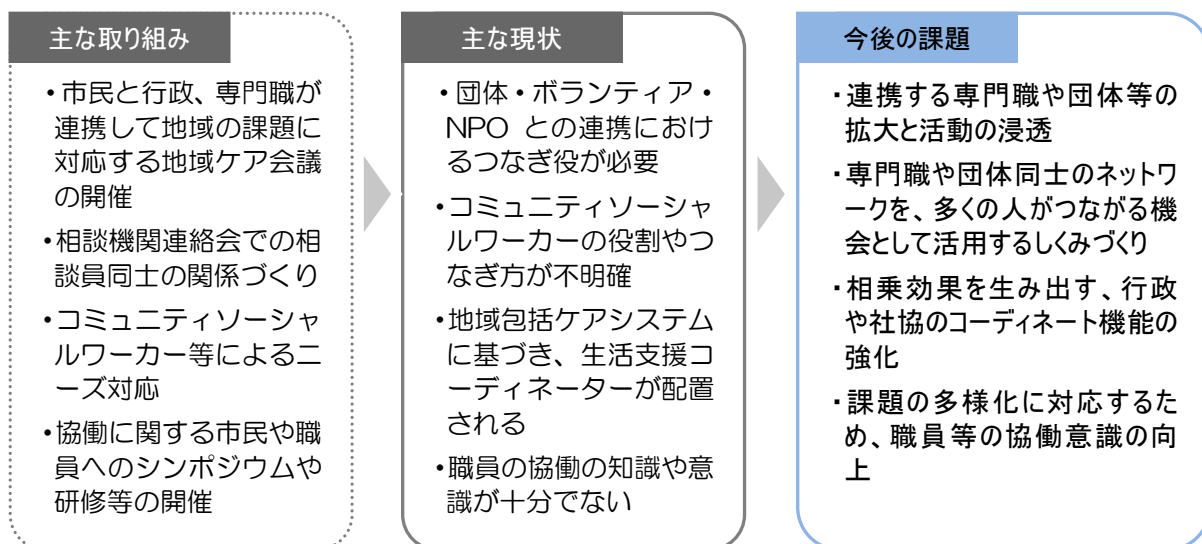 主な取り組み
・市民と行政、専門職が
連携して地域の課題に
対応する地域ケア会議
の開催
・相談機関連絡会での相
談員同士の関係づくり
・コミュニティソーシャ
ルワーカー等によるニ
ーズ対応
・協働に関する市民や職
員へのシンポジウムや
研修等の開催
主な現状
・団体・ボランティア・
NPO との連携におけ
るつなぎ役が必要
・コミュニティソーシャ
ルワーカーの役割やつ
なぎ方が不明確
・地域包括ケアシステム
に基づき、生活支援コ
ーディネーターが配置
される
・職員の協働の知識や意
識が十分でない
今後の課題
・連携する専門職や団体等の
拡大と活動の浸透
・専門職や団体同士のネットワ
ークを、多くの人がつながる機
会として活用するしくみづくり
・相乗効果を生み出す、行政
や社協のコーディネート機能の
強化
・課題の多様化に対応するた
め、職員等の協働意識の向
上